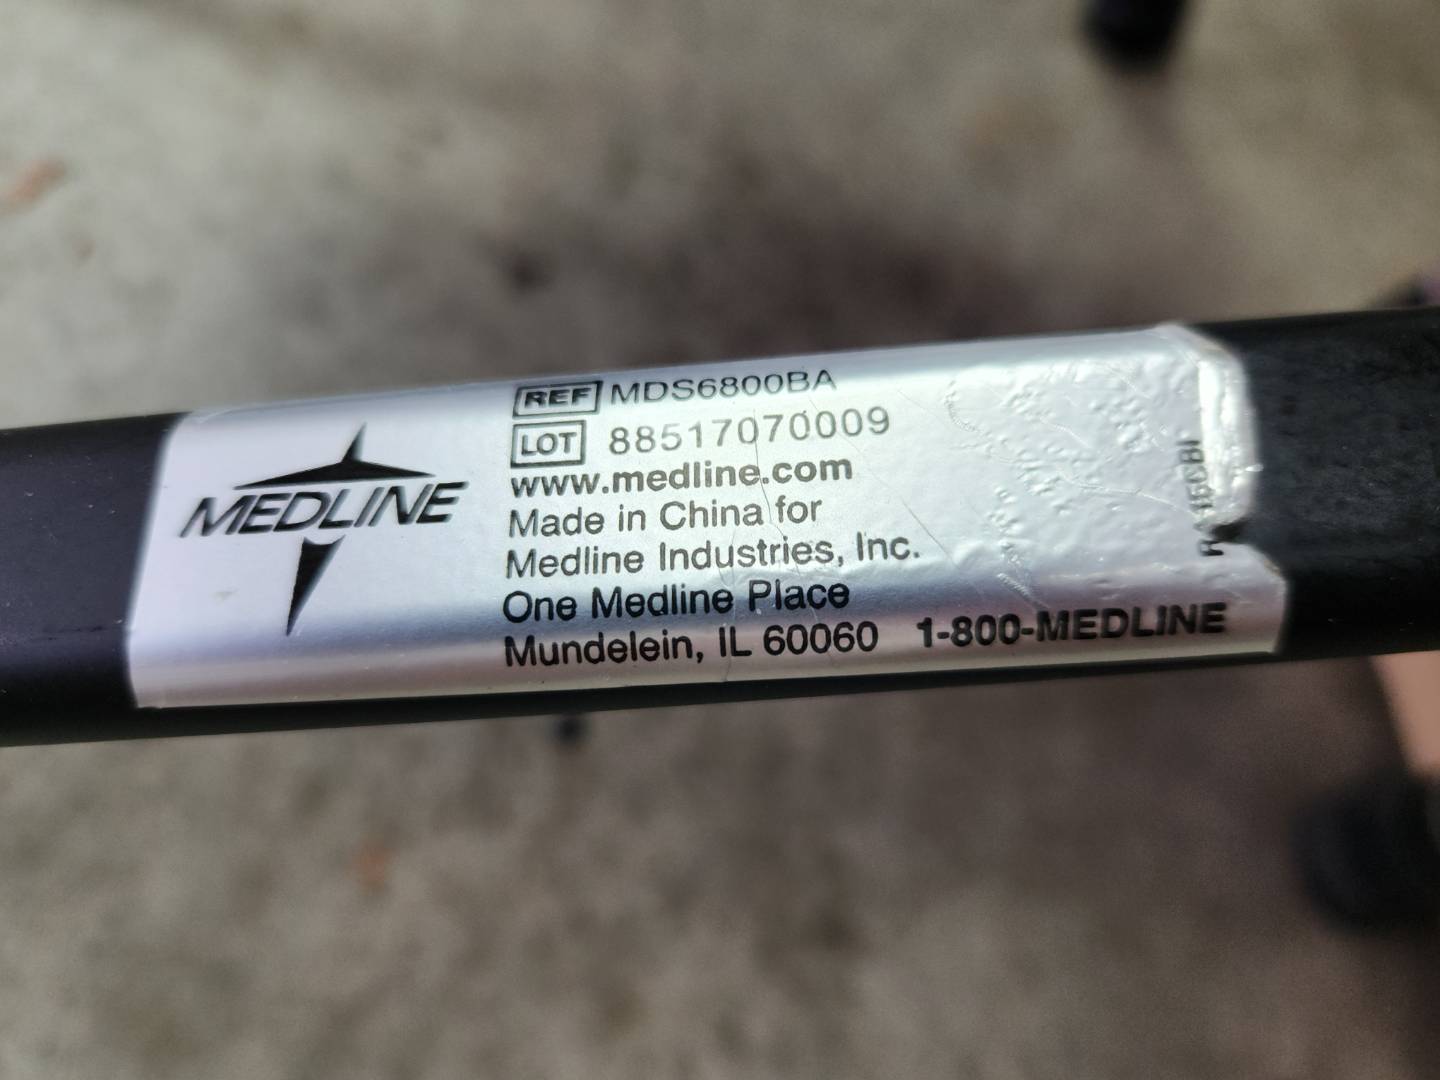 MEDLINE
REF MDS6800BA
LOT 88517070009
www.medline.com
Made in China for
Medline Industries, Inc.
One Medline Place
Mundelein, IL 60060 1-800-MEDLINE